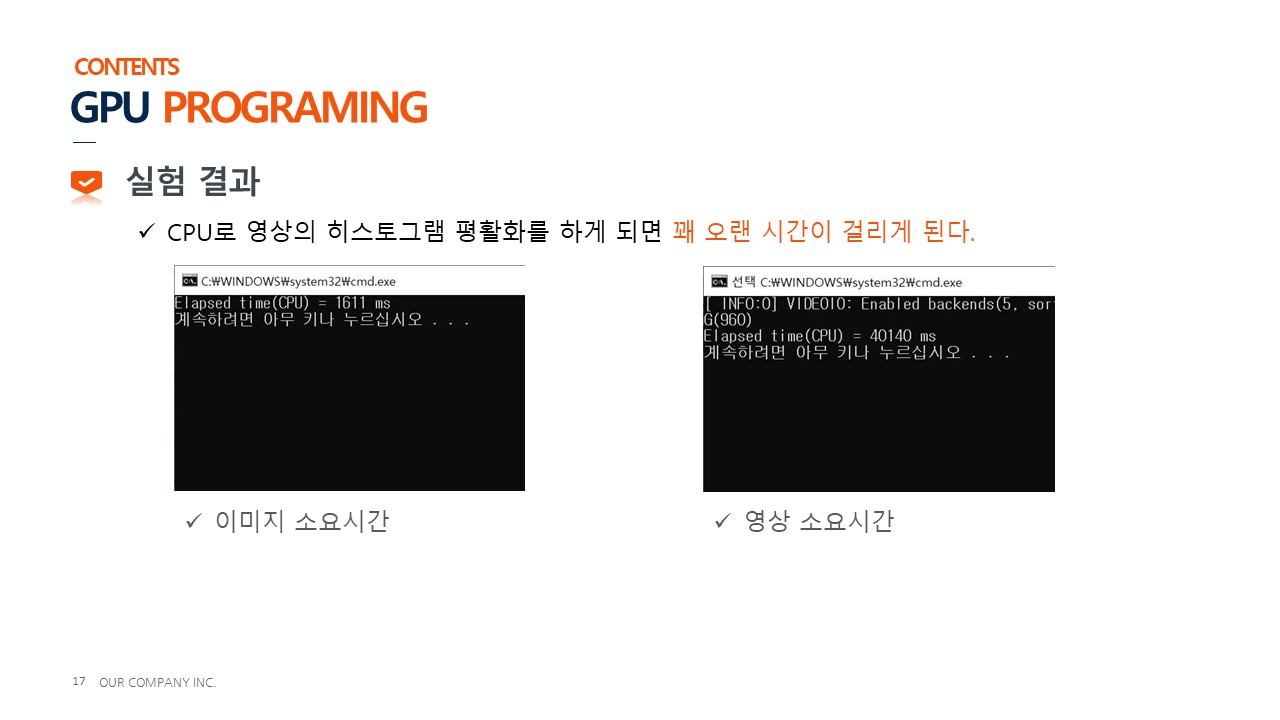 CONTENTS
GPU PROGRAMING
실험 결과
✓ CPU로 영상의 히스토그램 평활화를 하게 되면 꽤 오랜 시간이 걸리게 된다.
C:₩WINDOWS₩system32₩cmd.exe
Elapsed time(CPU) = 1611 ms
계속하려면 아무 키나 누르십시오 . . .
선택 C:₩WINDOWS₩system32₩cmd.exe
[ INFO:0] VIDEOIO: Enabled backends(5, sor
G(960)
Elapsed time(CPU) = 40140 ms
계속하려면 아무 키나 누르십시오 . . .
✓ 이미지 소요시간
✓ 영상 소요시간
17 OUR COMPANY INC.